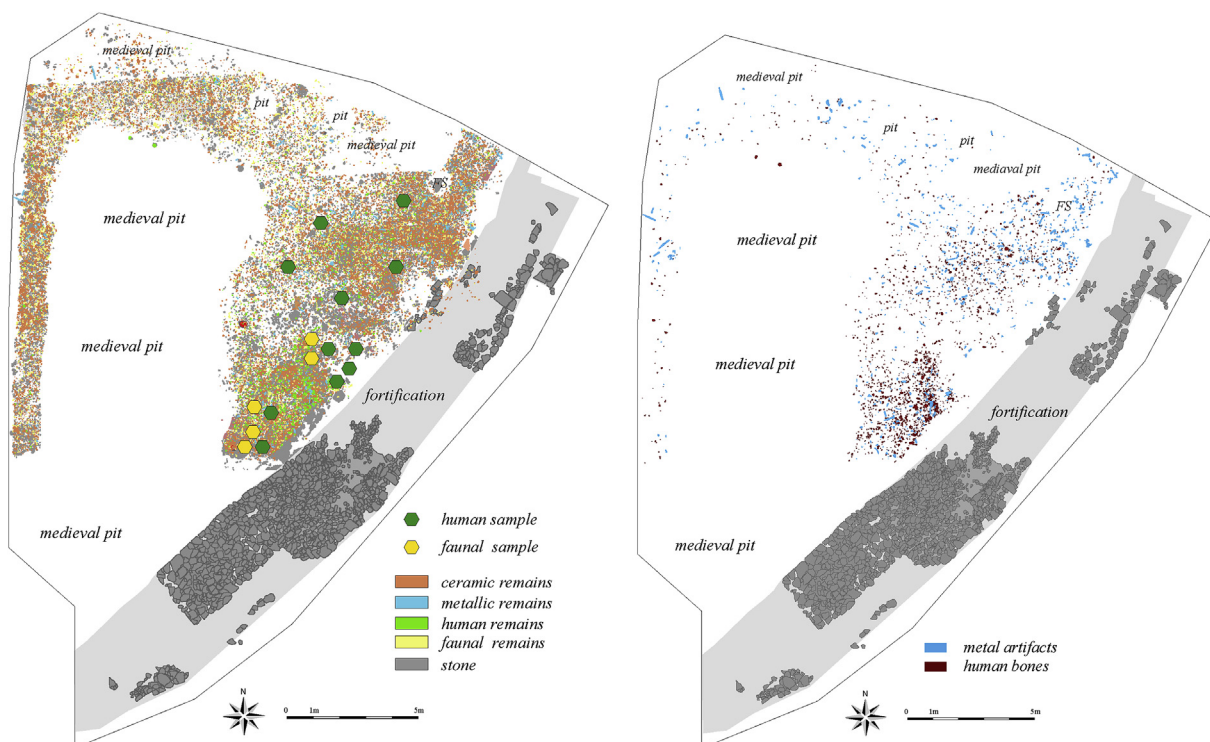 medieval pit
pit
pit
medieval pit
FS
medieval pit
medieval pit
fortification
medieval pit
human sample
faunal sample
ceramic remains
metallic remains
human remains
faunal remains
stone
N
0 1m 5m
medieval pit
pit
pit
mediaval pit
FS
medieval pit
medieval pit
fortification
medieval pit
metal artifacts
human bones
N
0 1m 5m